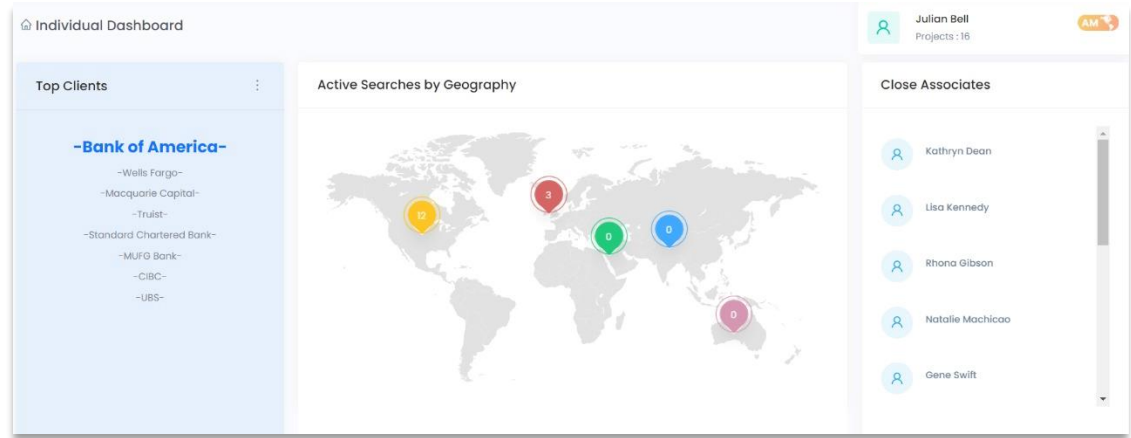 Individual Dashboard
Julian Bell
Projects : 16
AM
Top Clients
-Bank of America-
-Wells Fargo-
-Macquarie Capital-
-Truist-
-Standard Chartered Bank-
-MUFG Bank-
-CIBC-
-UBS-
Active Searches by Geography
12
3
0
0
0
Close Associates
Kathryn Dean
Lisa Kennedy
Rhona Gibson
Natalie Machicao
Gene Swift